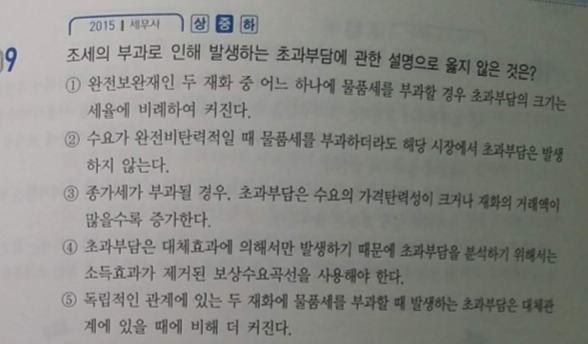 2015 | 세무사 상 중 하
9 조세의 부과로 인해 발생하는 초과부담에 관한 설명으로 옳지 않은 것은?
① 완전보완재인 두 재화 중 어느 하나에 물품세를 부과할 경우 초과부담의 크기는
세율에 비례하여 커진다.
② 수요가 완전비탄력적일 때 물품세를 부과하더라도 해당 시장에서 초과부담은 발생
하지 않는다.
③ 종가세가 부과될 경우, 초과부담은 수요의 가격탄력성이 크거나 재화의 거래액이
많을수록 증가한다.
④ 초과부담은 대체효과에 의해서만 발생하기 때문에 초과부담을 분석하기 위해서는
소득효과가 제거된 보상수요곡선을 사용해야 한다.
⑤ 독립적인 관계에 있는 두 재화에 물품세를 부과할 때 발생하는 초과부담은 대체관
계에 있을 때에 비해 더 커진다.